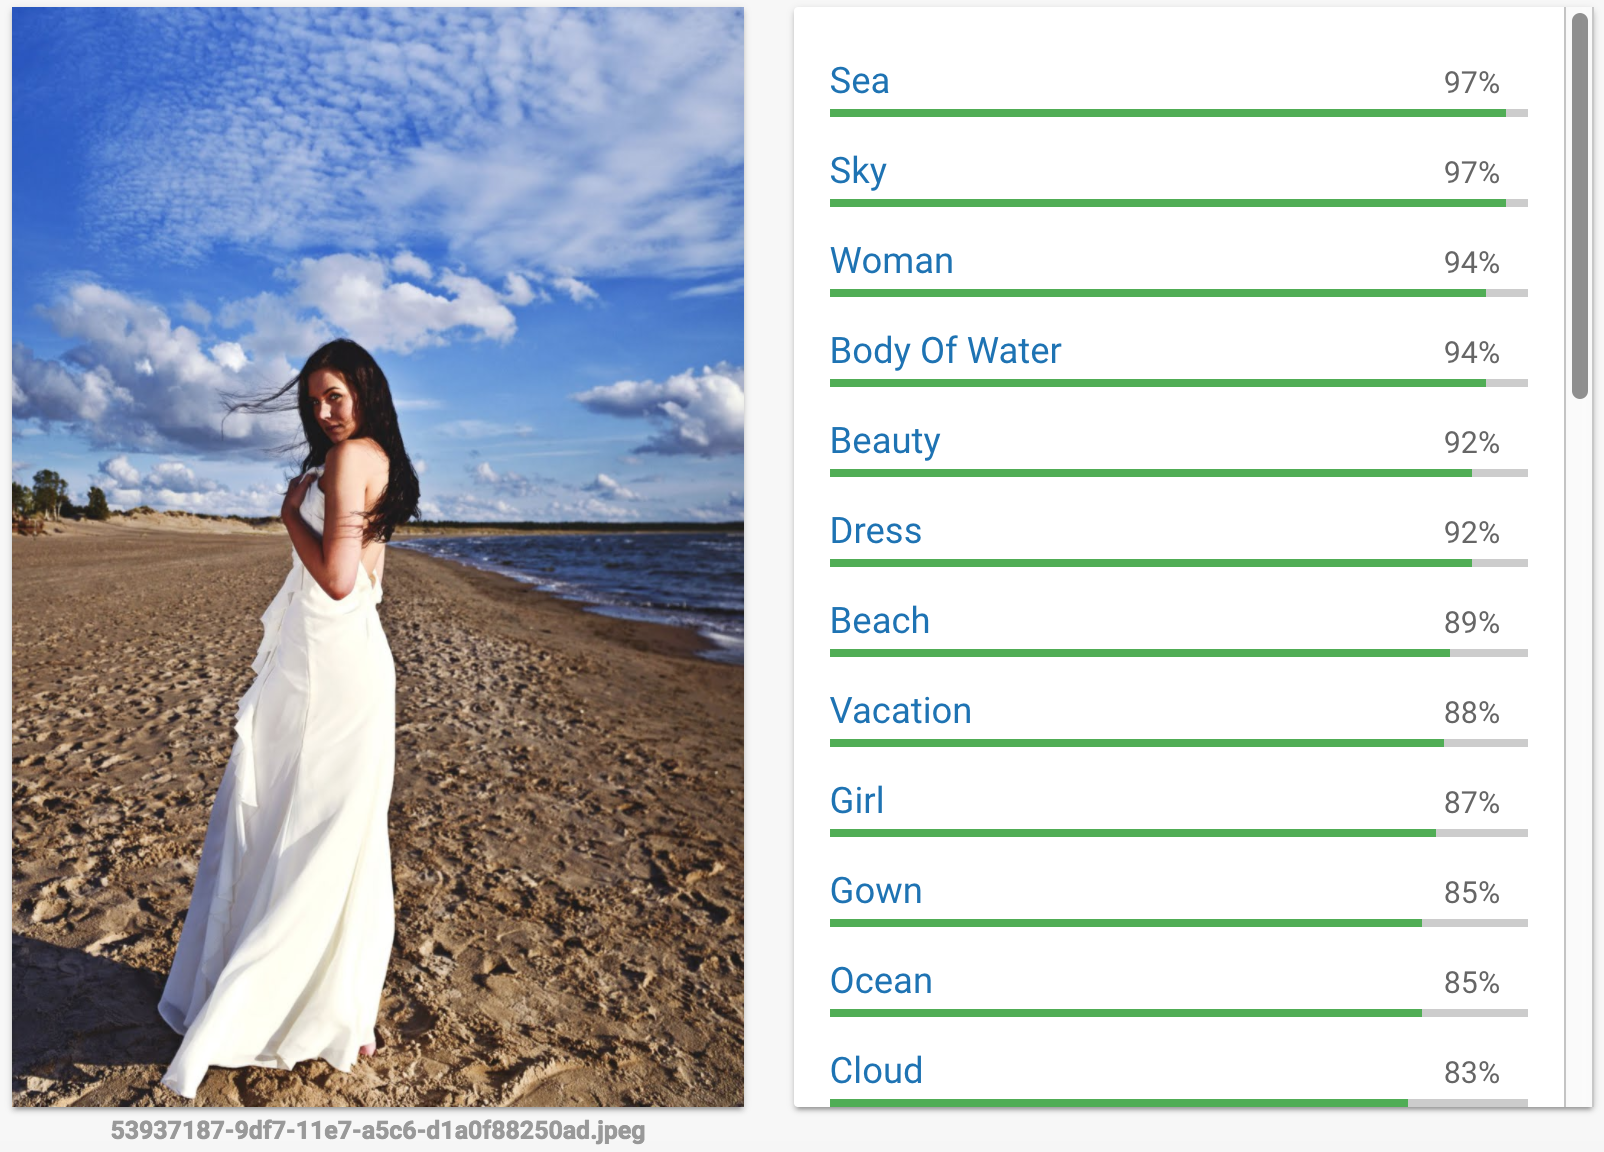 Sea 97%
Sky 97%
Woman 94%
Body Of Water 94%
Beauty 92%
Dress 92%
Beach 89%
Vacation 88%
Girl 87%
Gown 85%
Ocean 85%
Cloud 83%
53937187-9df7-11e7-a5c6-d1a0f88250ad.jpeg